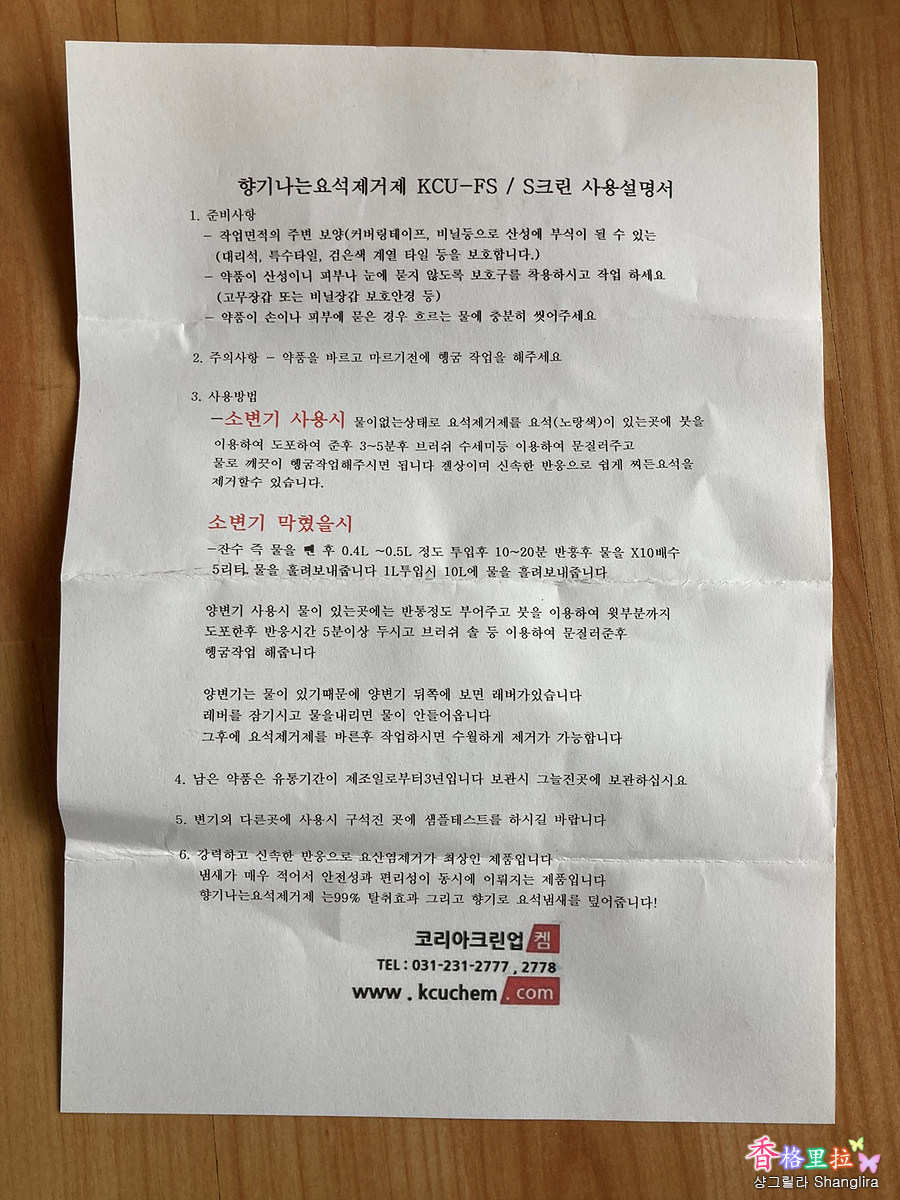 향기나는요석제거제 KCU-FS / S크린 사용설명서
1. 준비사항
- 작업면적의 주변 보양(커버링테이프, 비닐등으로 산성에 부식이 될 수 있는
(대리석, 특수타일, 검은색 계열 타일 등을 보호합니다.)
- 약품이 산성이니 피부나 눈에 묻지 않도록 보호구를 착용하시고 작업 하세요
(고무장갑 또는 비닐장갑 보호안경 등)
- 약품이 손이나 피부에 묻은 경우 흐르는 물에 충분히 씻어주세요
2. 주의사항 - 약품을 바르고 마르기전에 헹굼 작업을 해주세요
3. 사용방법
-소변기 사용시 물이없는상태로 요석제거제를 요석(노랑색)이 있는곳에 붓을
이용하여 도포하여 준후 3~5분후 브러쉬 수세미등 이용하여 문질러주고
물로 깨끗이 헹굼작업해주시면 됩니다 겔상이며 신속한 반응으로 쉽게 찌든요석을
제거할수 있습니다.
소변기 막혔을시
-잔수 즉 물을 뺀 후 0.4L ~0.5L 정도 투입후 10~20분 반흥후 물을 X10배수
5리티 물을 흘려보내줍니다 1L투입시 10L에 물을 흘려보내줍니다
양변기 사용시 물이 있는곳에는 반통정도 부어주고 붓을 이용하여 윗부분까지
도포한후 반응시간 5분이상 두시고 브러쉬 솔 등 이용하여 문질러준후
헹굼작업 해줍니다
양변기는 물이 있기때문에 양변기 뒤쪽에 보면 레버가있습니다
레버를 잠기시고 물을내리면 물이 안들어옵니다
그후에 요석제거제를 바른후 작업하시면 수월하게 제거가 가능합니다
4. 남은 약품은 유통기간이 제조일로부터3년입니다 보관시 그늘진곳에 보관하십시요
5. 변기외 다른곳에 사용시 구석진 곳에 샘플테스트를 하시길 바랍니다
6. 강력하고 신속한 반응으로 요산염제거가 최상인 제품입니다
냄새가 매우 적어서 안전성과 편리성이 동시에 이뤄지는 제품입니다
향기나는요석제거제 는99% 탈취효과 그리고 향기로 요석냄새를 덮어줍니다!
코리아크린업 켐
TEL : 031-231-2777 , 2778
www . kcuchem . com
香格里拉
샹그릴라 Shanglira